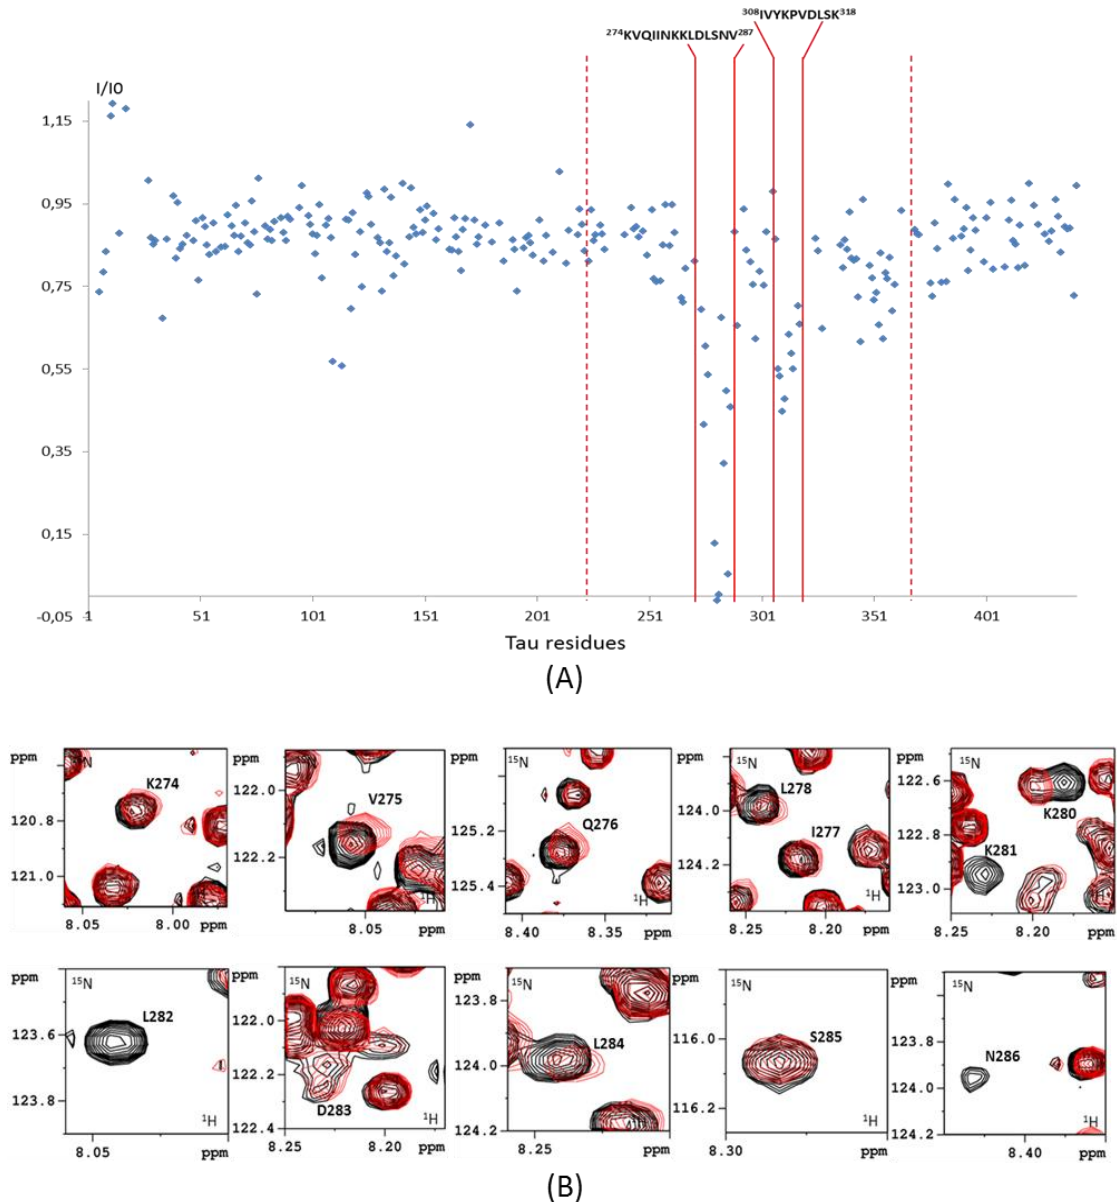 ³⁰⁸IVYKPVDLSK³¹⁸
²⁷⁴KVQIINKKLDLSNV²⁸⁷
I/I0
1,15
0,95
0,75
0,55
0,35
0,15
-0,05
1 51 101 151 201 251 301 351 401
Tau residues
(A)
ppm ppm ppm ppm ppm
N ¹⁵N ¹⁵N
K274 V275 Q276 L278 I277 K280 K281
120.8 122.0 125.2 124.0 122.6
121.0 122.2 125.4 124.2 122.8
123.0
¹H ¹H ¹H
8.05 8.00 ppm 8.05 ppm 8.40 8.35 ppm 8.25 8.20 ppm 8.25 8.20 ppm
ppm ppm ppm ppm ppm
¹⁵N ¹⁵N ¹⁵N ¹⁵N ¹⁵N
L282 D283 L284 S285 N286
123.6 122.0 123.8 116.0 123.8
123.8 122.2 124.0 116.2 124.0
122.4 124.2 124.2
¹H ¹H ¹H ¹H ¹H
8.05 ppm 8.25 8.20 ppm 8.25 ppm 8.30 ppm 8.40 ppm
(B)